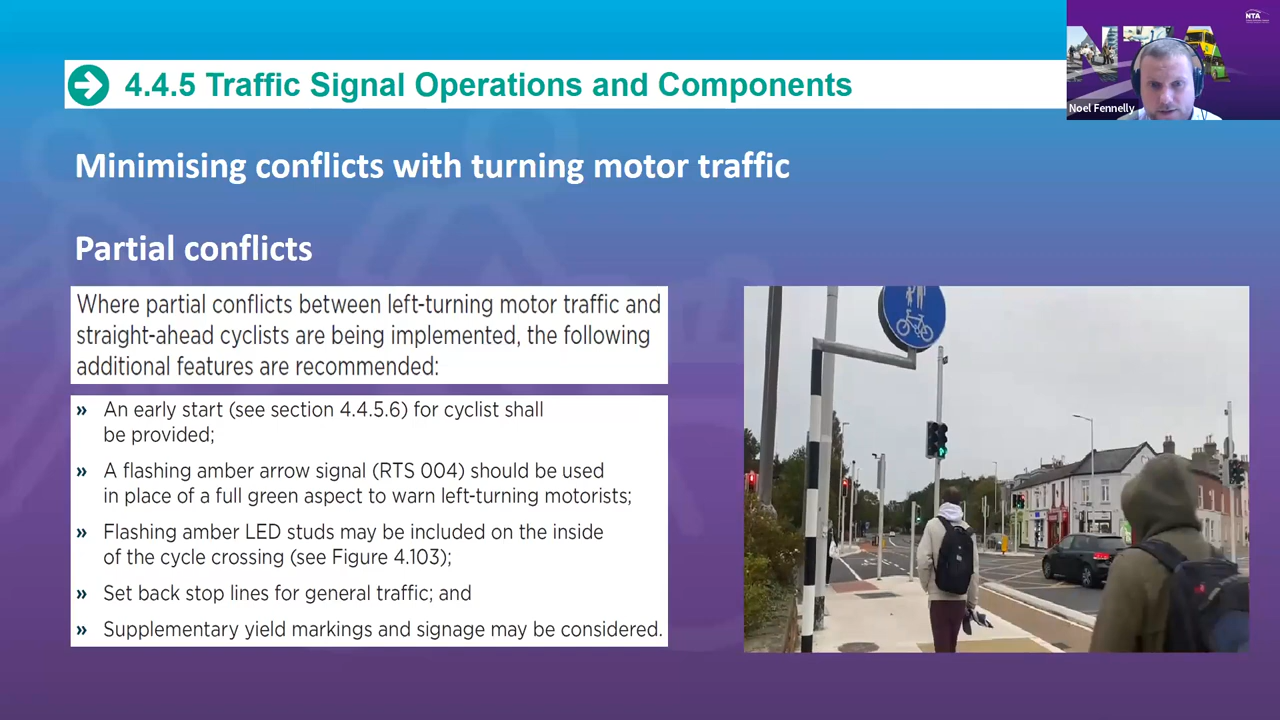 NTA
Noel Fennelly
4.4.5 Traffic Signal Operations and Components
Minimising conflicts with turning motor traffic
Partial conflicts
Where partial conflicts between left-turning motor traffic and
straight-ahead cyclists are being implemented, the following
additional features are recommended:
» An early start (see section 4.4.5.6) for cyclist shall
be provided;
» A flashing amber arrow signal (RTS 004) should be used
in place of a full green aspect to warn left-turning motorists;
» Flashing amber LED studs may be included on the inside
of the cycle crossing (see Figure 4.103);
» Set back stop lines for general traffic; and
» Supplementary yield markings and signage may be considered.